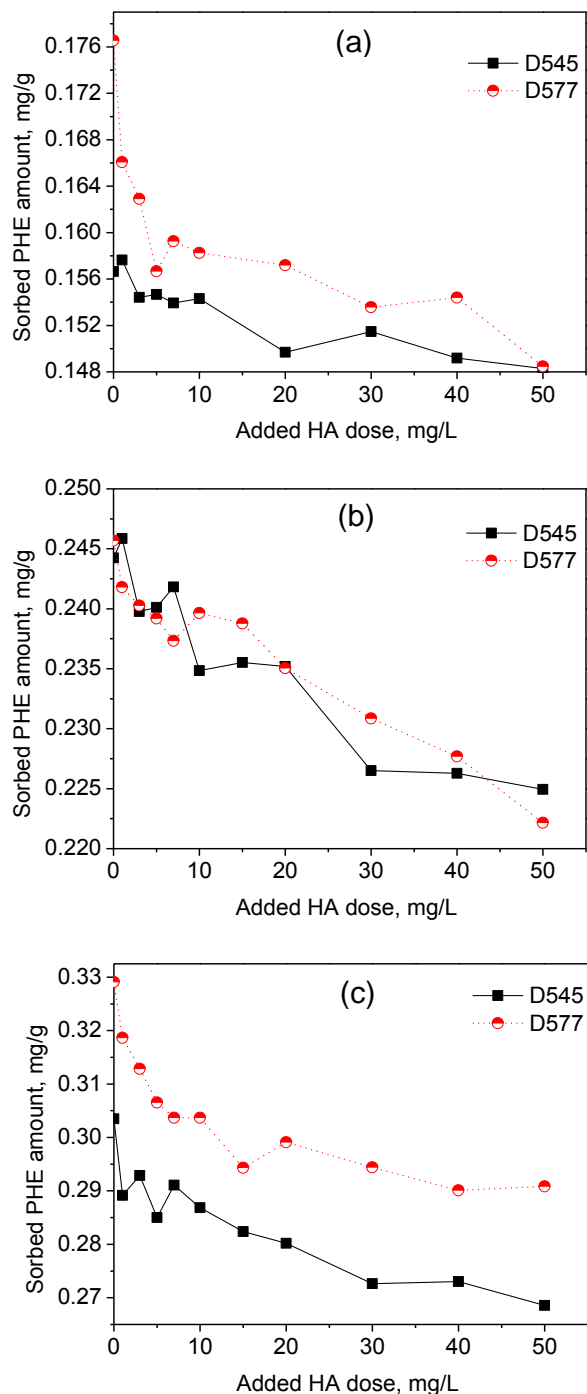 (a)
D545
D577
0.176
0.172
0.168
0.164
0.160
0.156
0.152
0.148
Sorbed PHE amount, mg/g
0 10 20 30 40 50
Added HA dose, mg/L
(b)
D545
D577
0.250
0.245
0.240
0.235
0.230
0.225
0.220
Sorbed PHE amount, mg/g
0 10 20 30 40 50
Added HA dose, mg/L
(c)
D545
D577
0.33
0.32
0.31
0.30
0.29
0.28
0.27
Sorbed PHE amount, mg/g
0 10 20 30 40 50
Added HA dose, mg/L